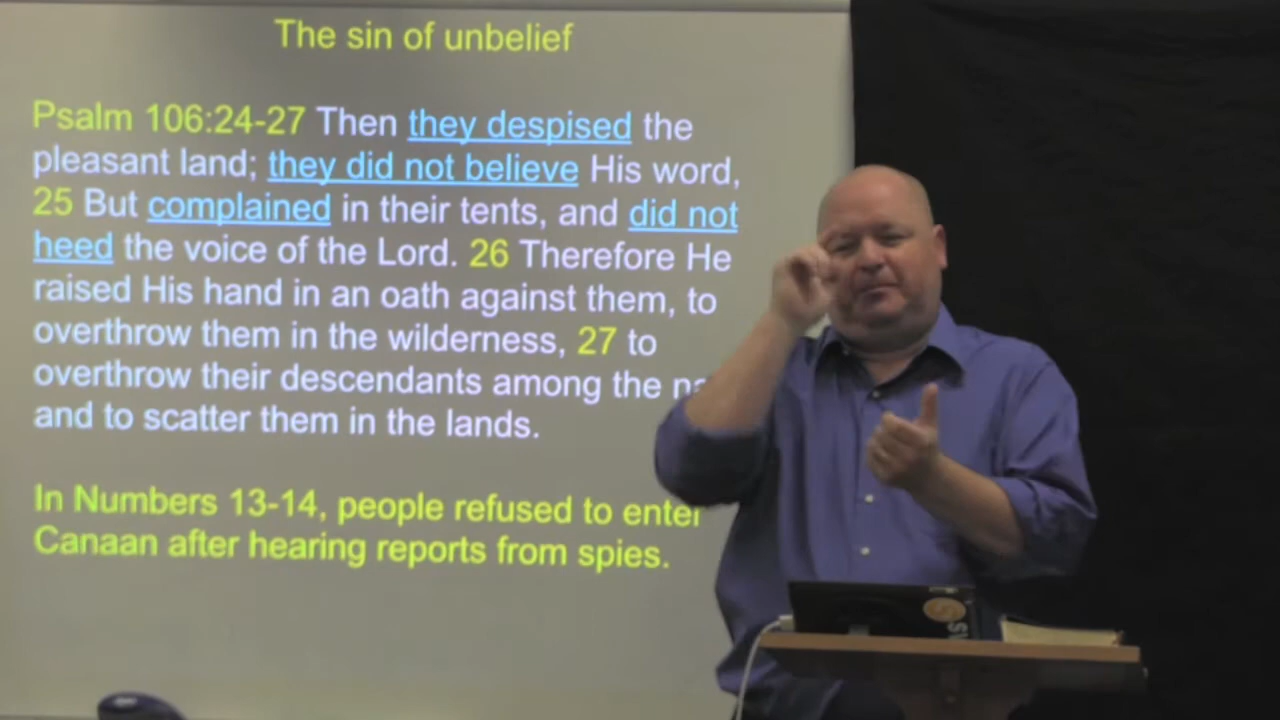 The sin of unbelief
Psalm 106:24-27 Then they despised the
pleasant land; they did not believe His word,
25 But complained in their tents, and did not
heed the voice of the Lord. 26 Therefore He
raised His hand in an oath against them, to
overthrow them in the wilderness, 27 to
overthrow their descendants among the
and to scatter them in the lands.
In Numbers 13-14, people refused to enter
Canaan after hearing reports from spies.